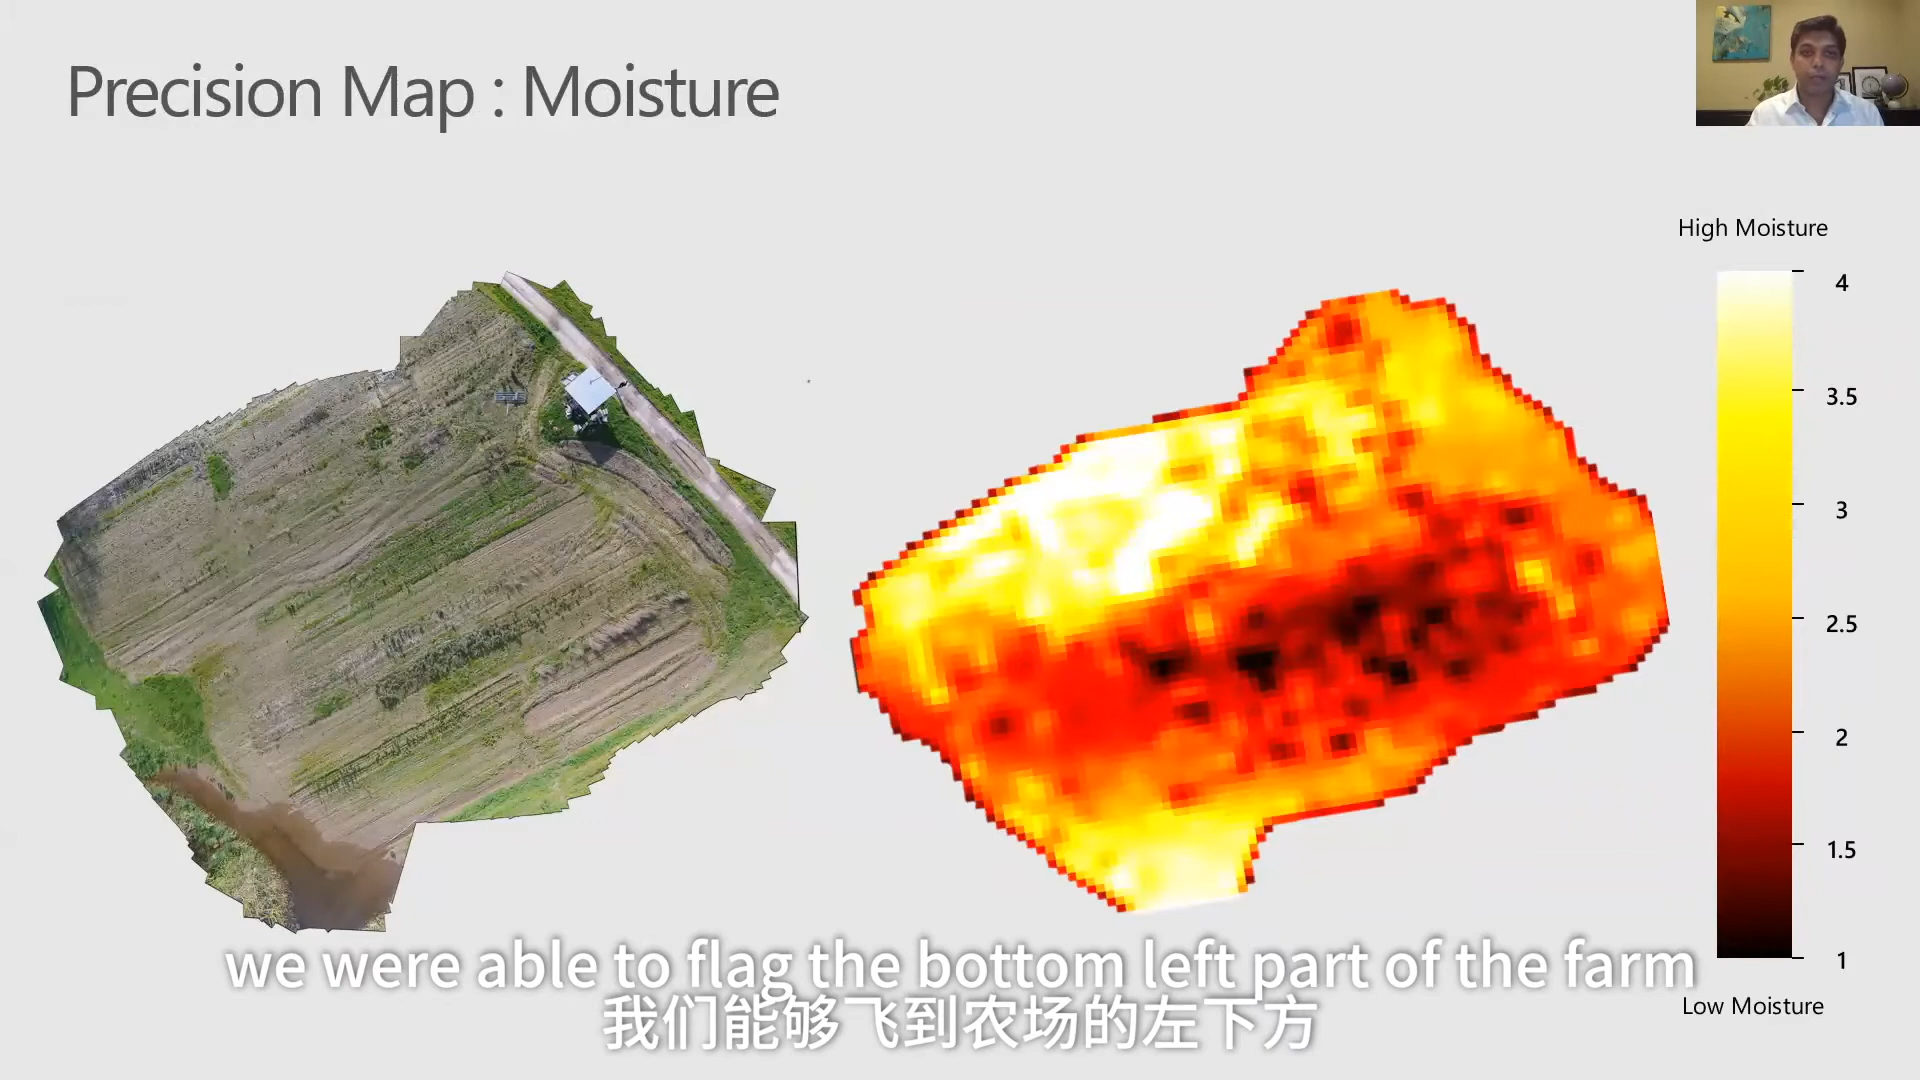 Precision Map : Moisture
High Moisture
4
3.5
3
2.5
2
1.5
1
Low Moisture
we were able to flag the bottom left part of the farm
我们能够飞到农场的左下方